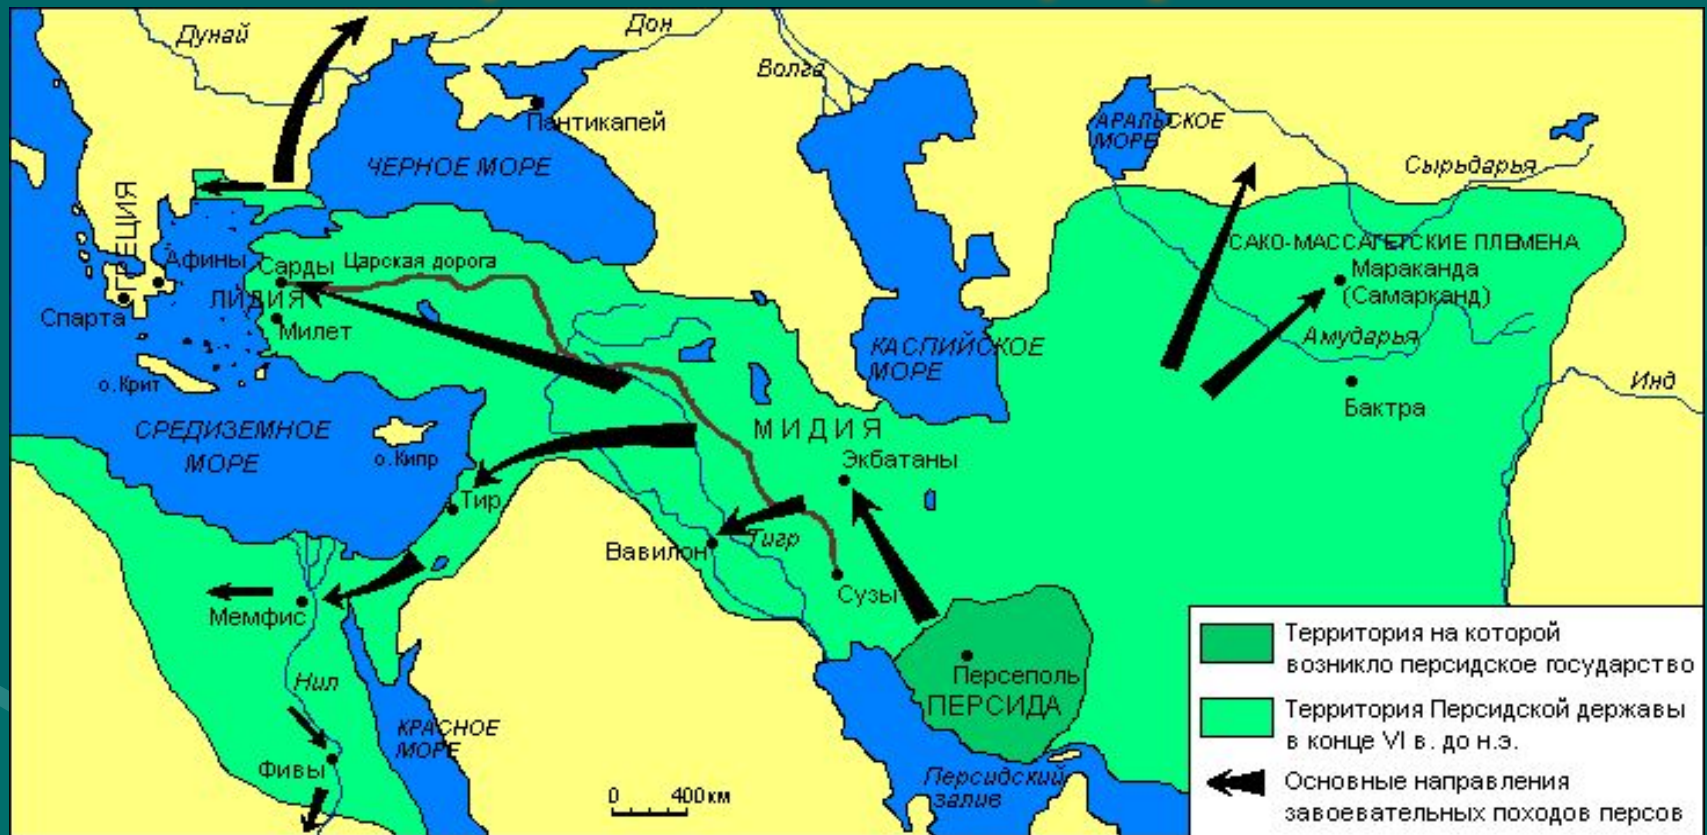 Дунай
Дон
Волга
Пантикапей
АРАЛЬСКОЕ
МОРЕ
Сырьдарья
ЧЕРНОЕ МОРЕ
ГРЕЦИЯ
Афины
Сарды
Царская дорога
САКО-МАССАГЕТСКИЕ ПЛЕМЕНА
Мараканда
(Самарканд)
ЛИДИЯ
Спарта
Милет
Амударья
КАСПИЙСКОЕ
МОРЕ
о.Крит
Инд
Бактра
СРЕДИЗЕМНОЕ
МОРЕ
о.Кипр
МИДИЯ
Экбатаны
Тир
Вавилон
Тигр
Сузы
Мемфис
Нил
Персеполь
ПЕРСИДА
КРАСНОЕ
МОРЕ
Фивы
Персидский
залив
0 400 км
Территория на которой
возникло персидское государство
Территория Персидской державы
в конце VI в. до н.э.
Основные направления
завоевательных походов персов